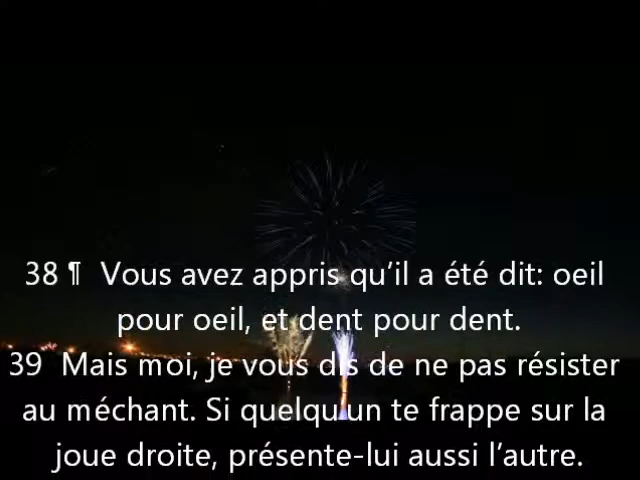 38 ¶ Vous avez appris qu’il a été dit: oeil
pour oeil, et dent pour dent.
39 Mais moi, je vous dis de ne pas résister
au méchant. Si quelqu'un te frappe sur la
joue droite, présente-lui aussi l’autre.